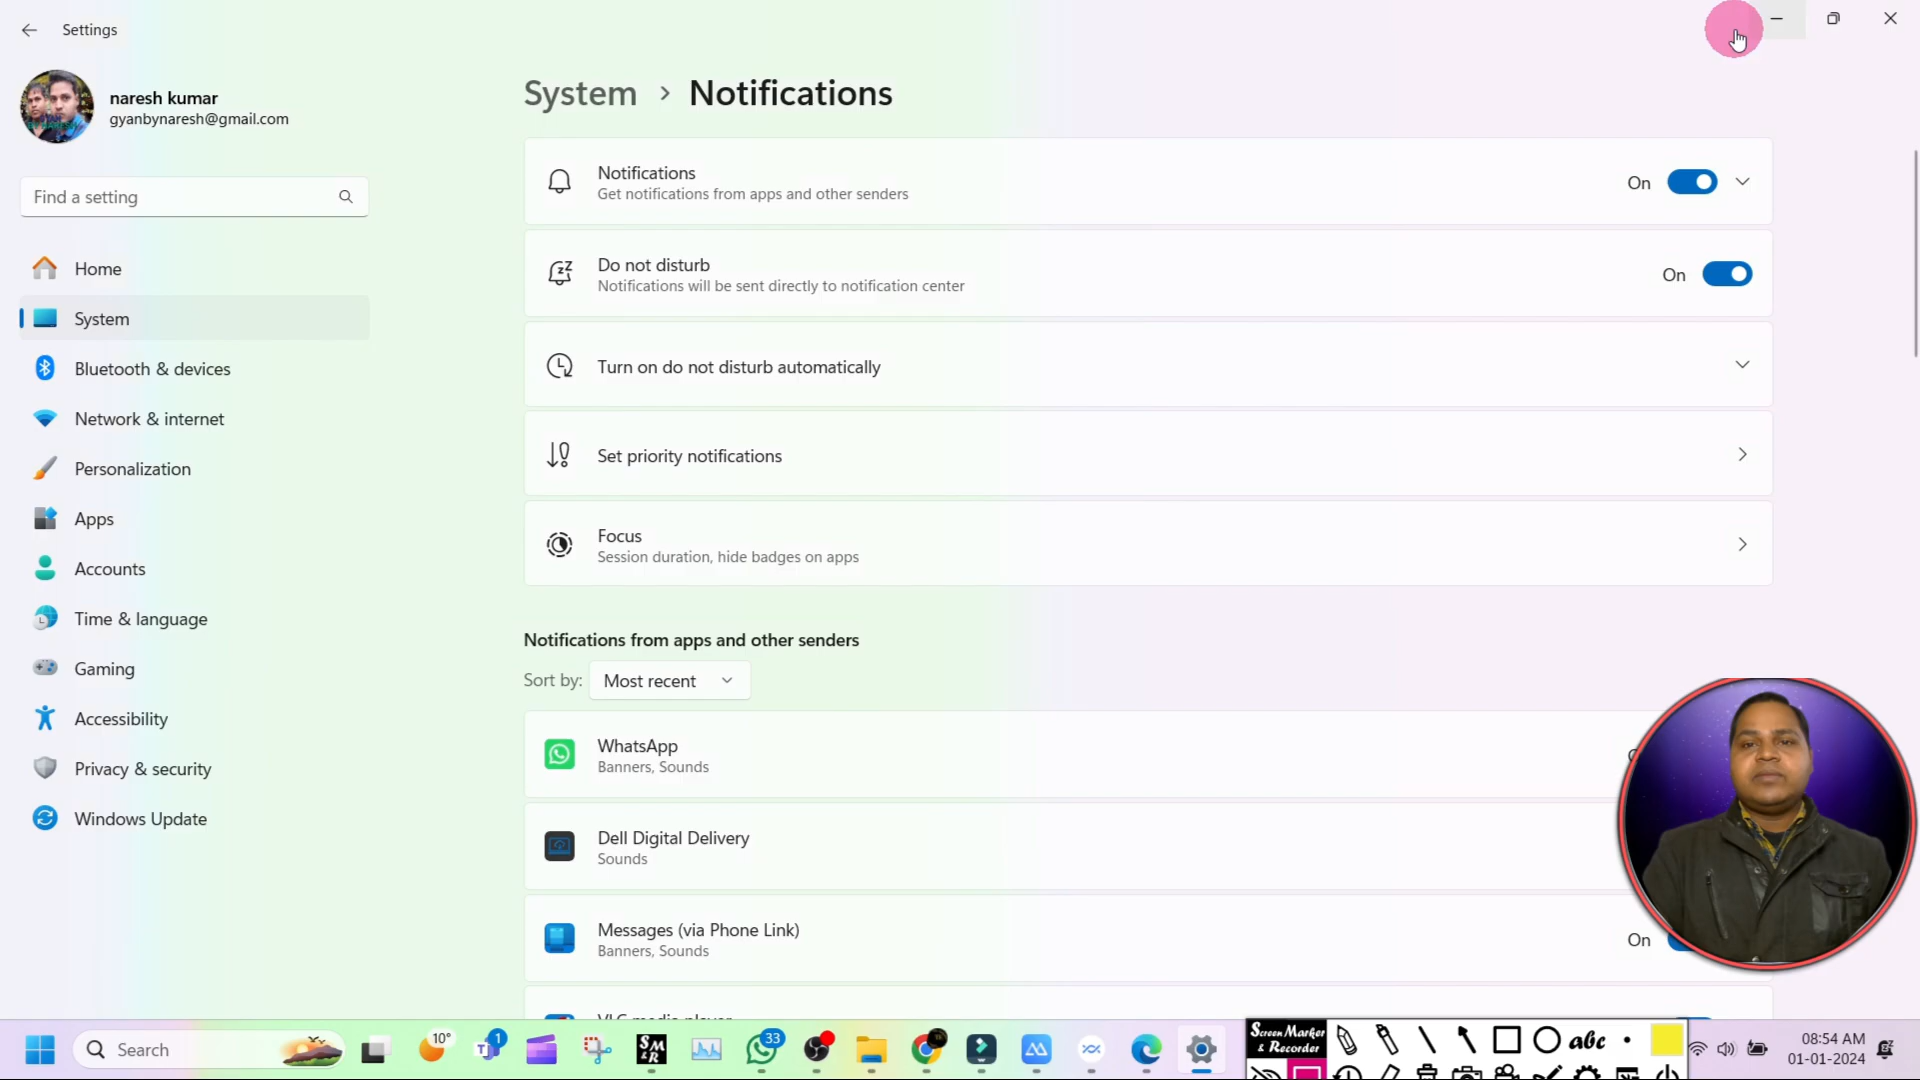 Settings
naresh kumar
gyanbynaresh@gmail.com
Find a setting
Home
System
Bluetooth & devices
Network & internet
Personalization
Apps
Accounts
Time & language
Gaming
Accessibility
Privacy & security
Windows Update
System > Notifications
Notifications
Get notifications from apps and other senders
On
Do not disturb
Notifications will be sent directly to notification center
On
Turn on do not disturb automatically
Set priority notifications
Focus
Session duration, hide badges on apps
Notifications from apps and other senders
Sort by: Most recent
WhatsApp
Banners, Sounds
Dell Digital Delivery
Sounds
Messages (via Phone Link)
Banners, Sounds
On
VLC media player
Search
10°
1
S M
& R
33
Screen Marker
& Recorder
abc
08:54 AM
01-01-2024